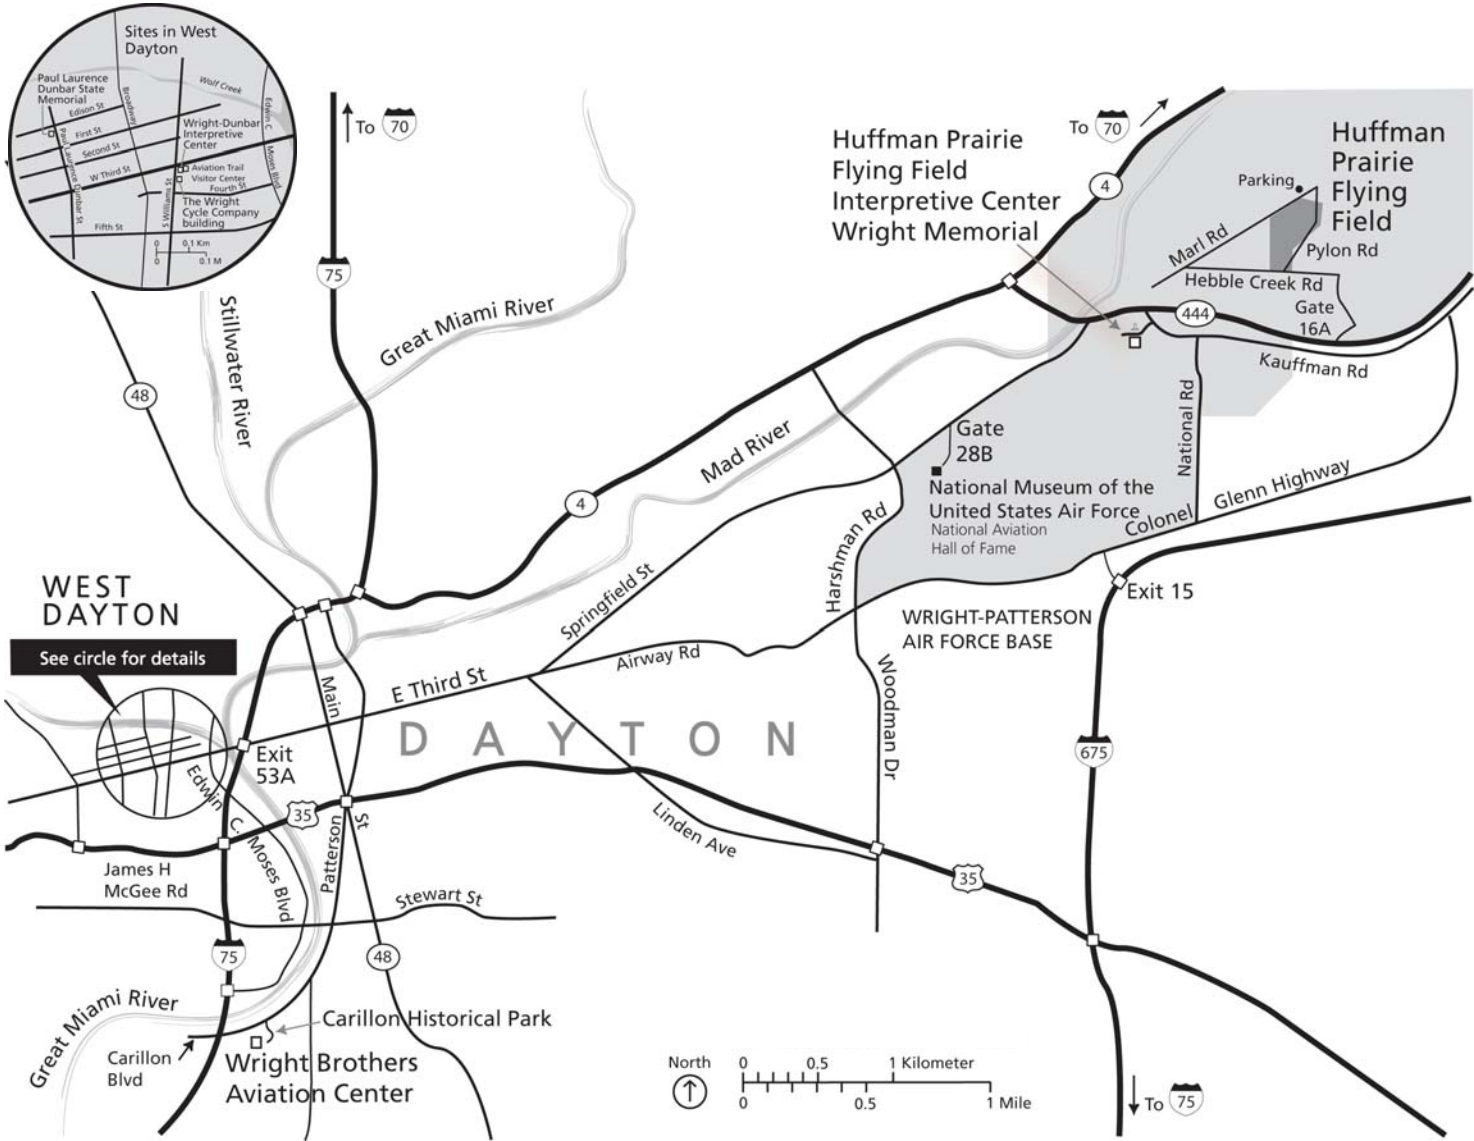 Sites in West
Dayton
Paul Laurence
Dunbar State
Memorial
Wolf Creek
Edison St
Broadway
Edwin C
Moses Blvd
First St
Second St
W Third St
Paul Laurence Dunbar St
Wright-Dunbar
Interpretive
Center
Aviation Trail
Visitor Center
Fourth St
The Wright
Cycle Company
building
S Williams St
Fifth St
0 0.1 Km
0 0.1 M
To 70
75
To 70
4
Huffman Prairie
Flying Field
Interpretive Center
Wright Memorial
Huffman
Prairie
Flying
Field
Parking
Marl Rd
Pylon Rd
Hebble Creek Rd
Gate
16A
444
Kauffman Rd
Great Miami River
Stillwater River
48
Mad River
4
National Rd
Gate
28B
National Museum of the
United States Air Force
National Aviation
Hall of Fame
Colonel Glenn Highway
Harshman Rd
Springfield St
Exit 15
WRIGHT-PATTERSON
AIR FORCE BASE
WEST
DAYTON
See circle for details
Airway Rd
E Third St
Main
St
Woodman Dr
DAYTON
Exit
53A
675
Edwin C. Moses Blvd
35
Patterson
Linden Ave
James H
McGee Rd
35
Stewart St
75
48
Great Miami River
Carillon Historical Park
Carillon
Blvd
Wright Brothers
Aviation Center
North
0 0.5 1 Kilometer
0 0.5 1 Mile
To 75